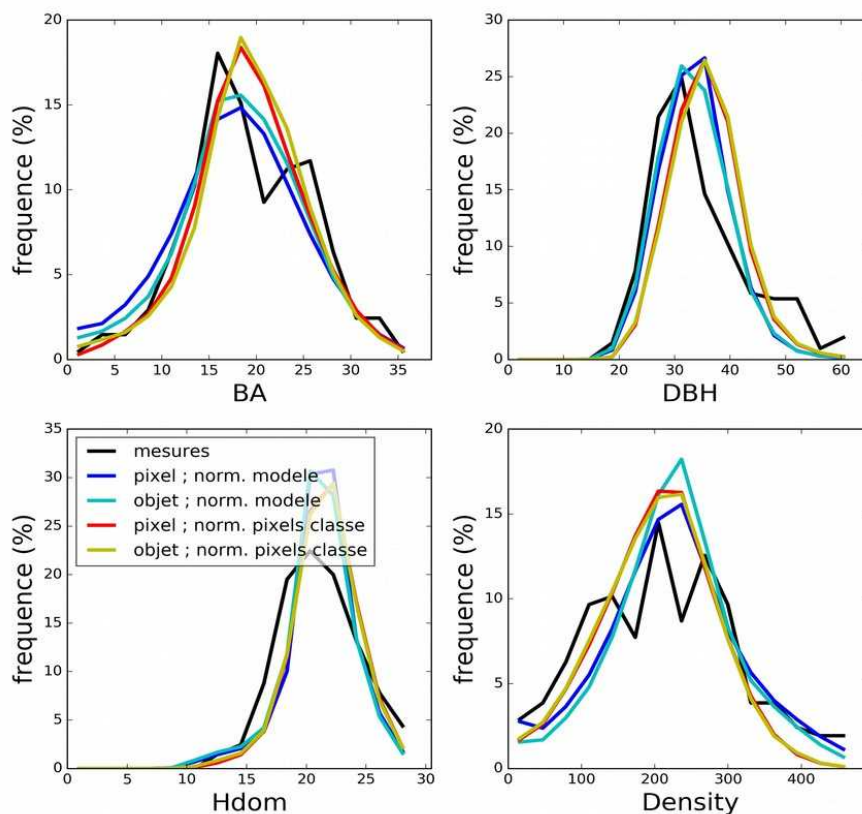 20
15
10
5
0
frequence (%)
0 5 10 15 20 25 30 35
BA
30
25
20
15
10
5
0
frequence (%)
0 10 20 30 40 50 60
DBH
35
30
25
20
15
10
5
0
frequence (%)
mesures
pixel ; norm. modele
objet ; norm. modele
pixel ; norm. pixels classe
objet ; norm. pixels classe
0 5 10 15 20 25 30
Hdom
20
15
10
5
0
frequence (%)
0 100 200 300 400
Density